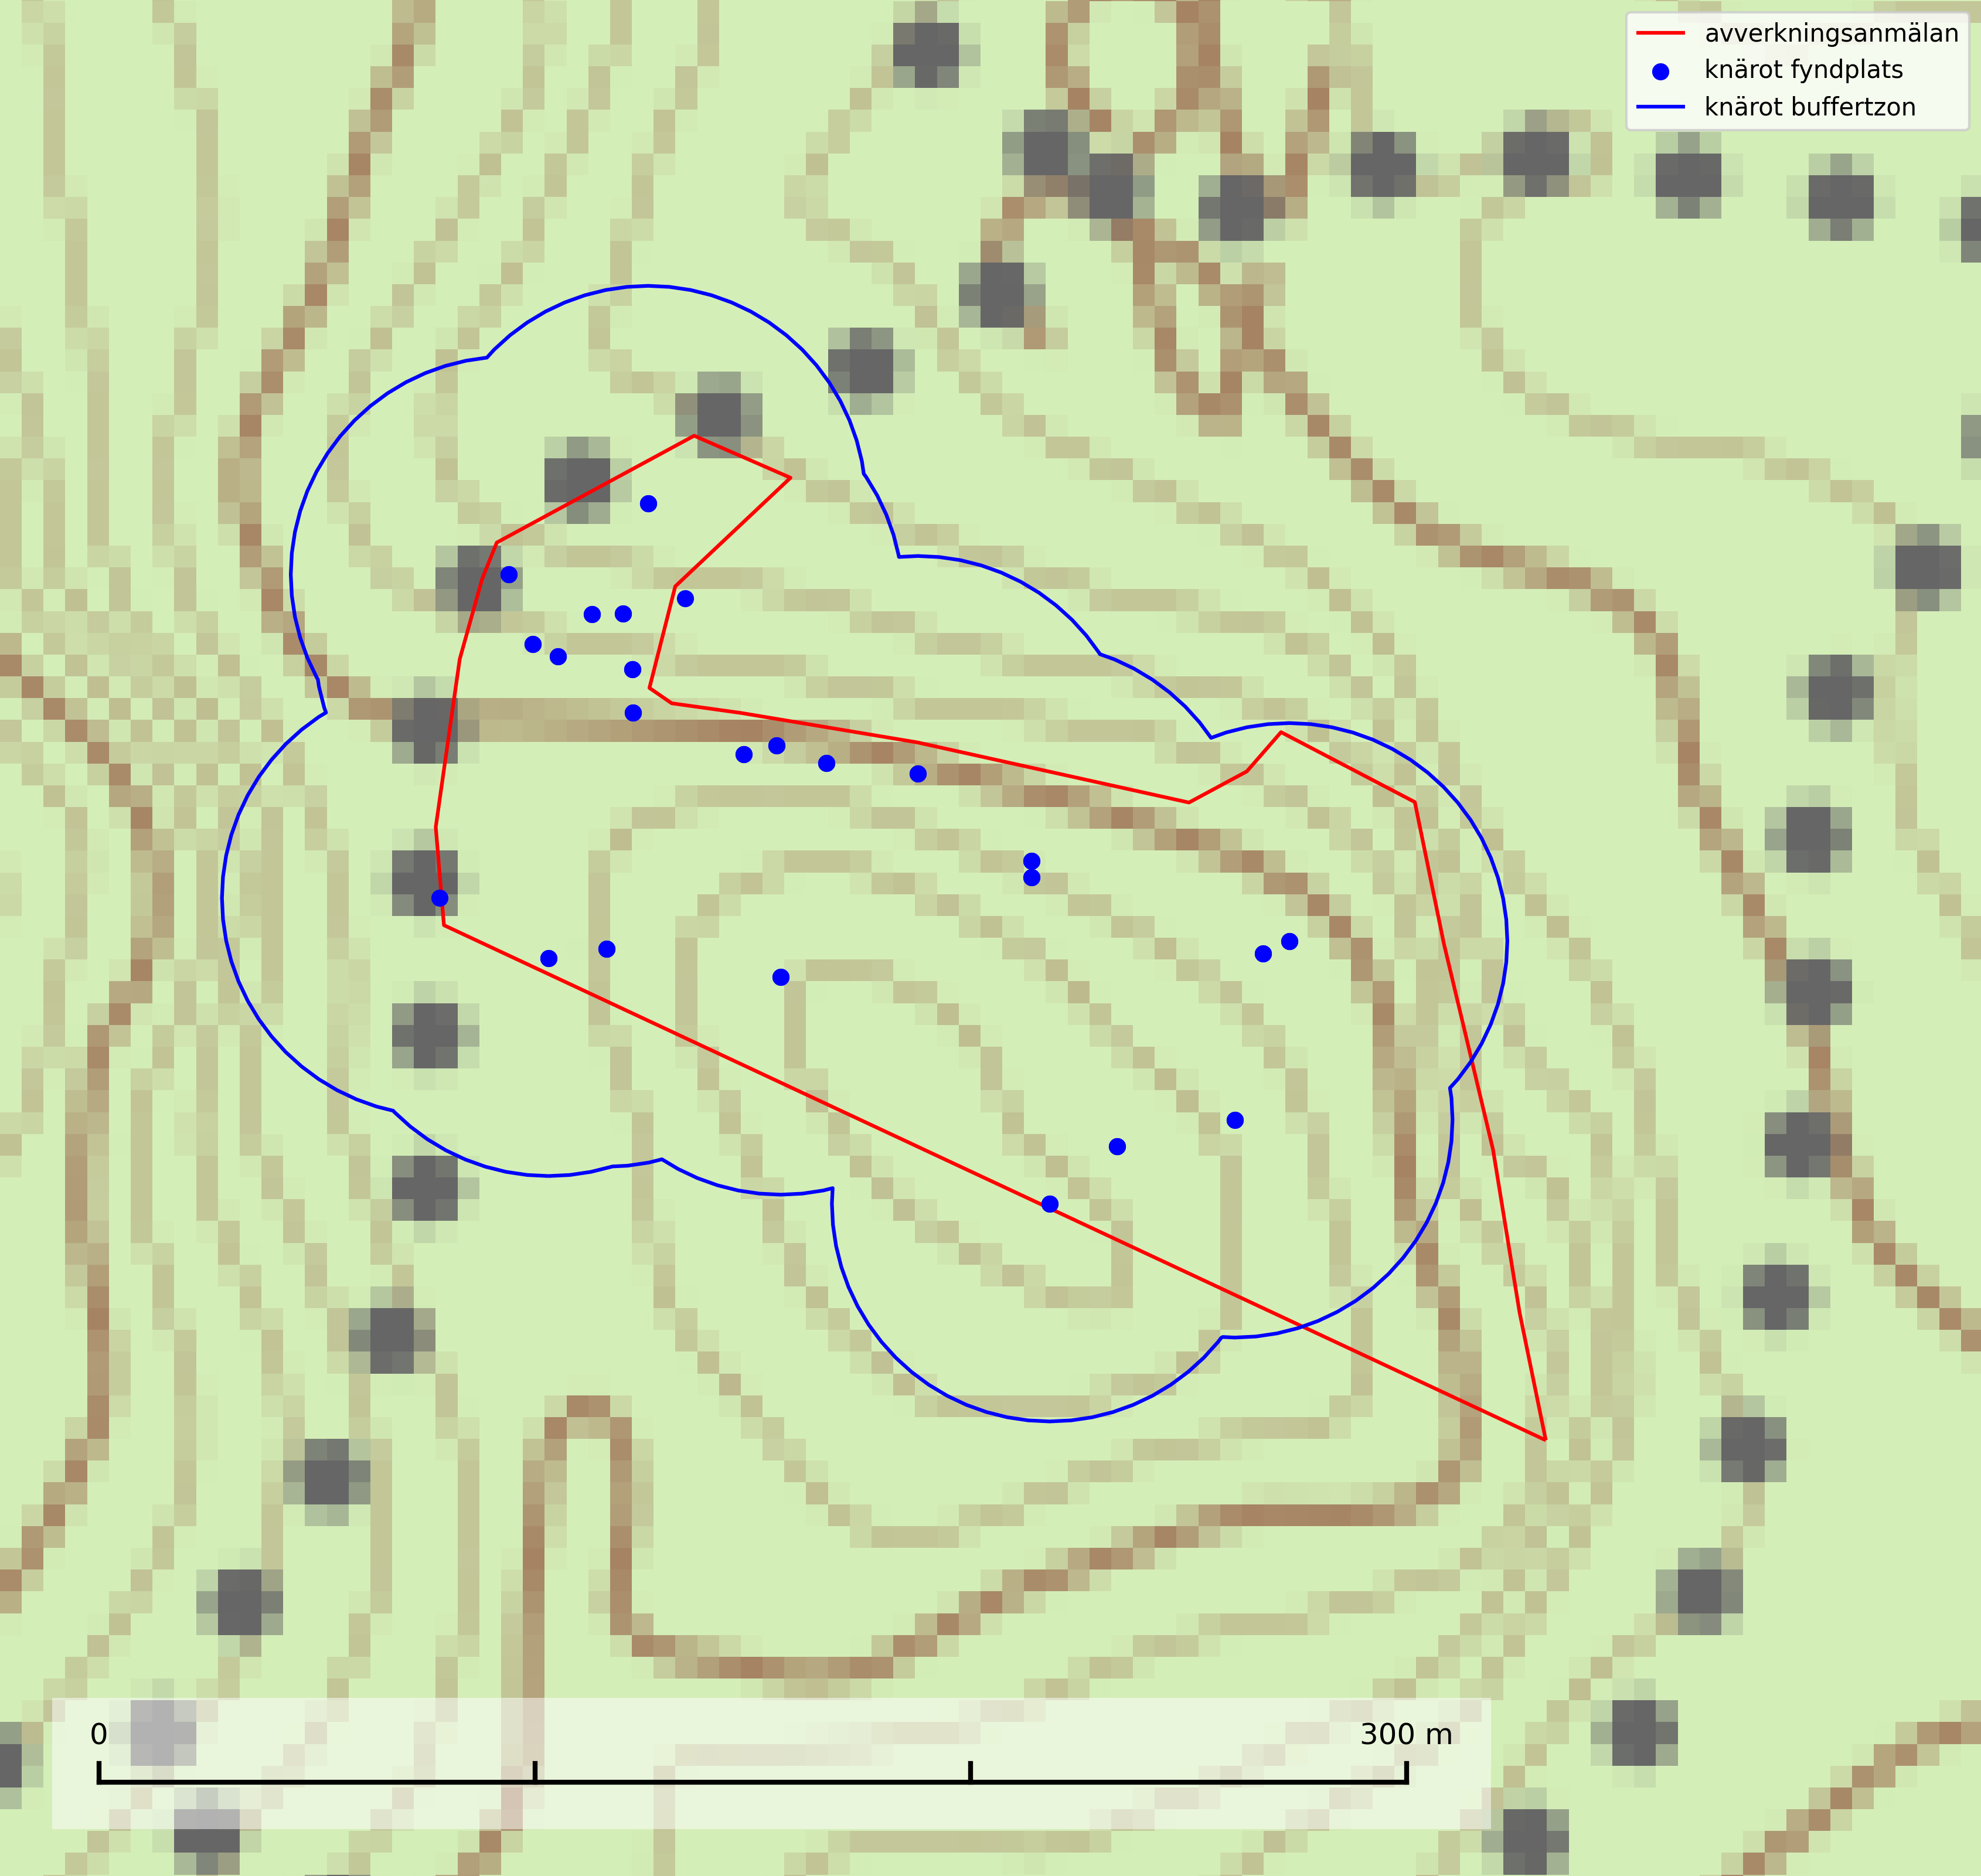 avverkningsanmälan
knärot fyndplats
knärot buffertzon
0 300 m